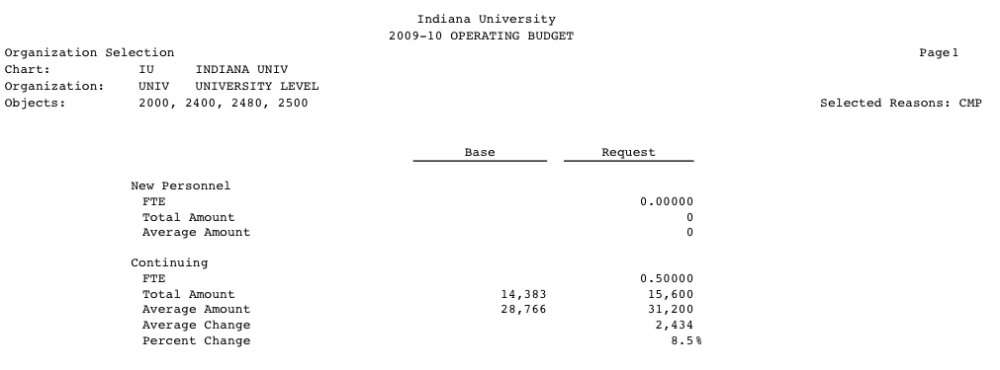 Indiana University
2009-10 OPERATING BUDGET
Organization Selection Page1
Chart: IU INDIANA UNIV
Organization: UNIV UNIVERSITY LEVEL
Objects: 2000, 2400, 2480, 2500 Selected Reasons: CMP
Base Request
New Personnel
FTE 0.00000
Total Amount 0
Average Amount 0
Continuing
FTE 0.50000
Total Amount 14,383 15,600
Average Amount 28,766 31,200
Average Change 2,434
Percent Change 8.5%